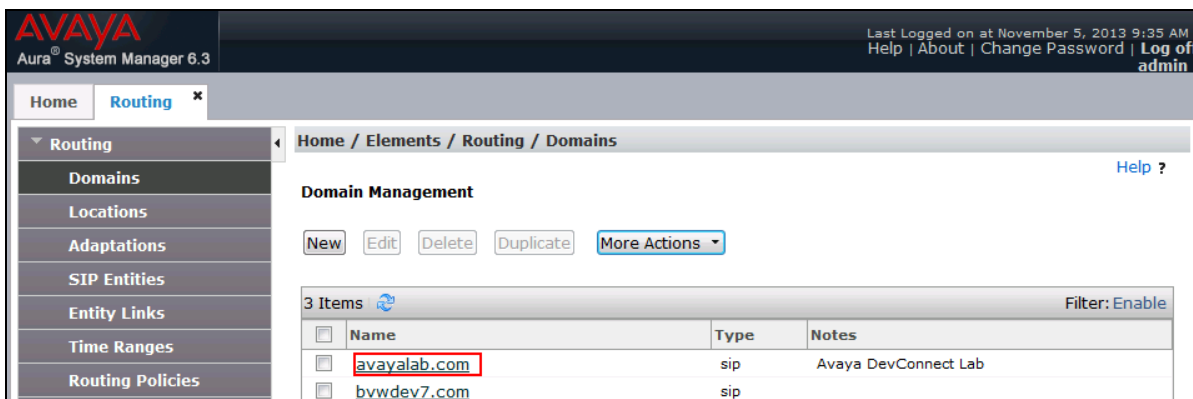 AVAYA
Aura® System Manager 6.3
Last Logged on at November 5, 2013 9:35 AM
Help | About | Change Password | Log of
admin
Home
Routing ×
Routing
Home / Elements / Routing / Domains
Help ?
Domains
Domain Management
Locations
Adaptations
New Edit Delete Duplicate More Actions
SIP Entities
Entity Links
3 Items Filter: Enable
Time Ranges
Name Type Notes
Routing Policies
avayalab.com sip Avaya DevConnect Lab
bvwdev7.com sip